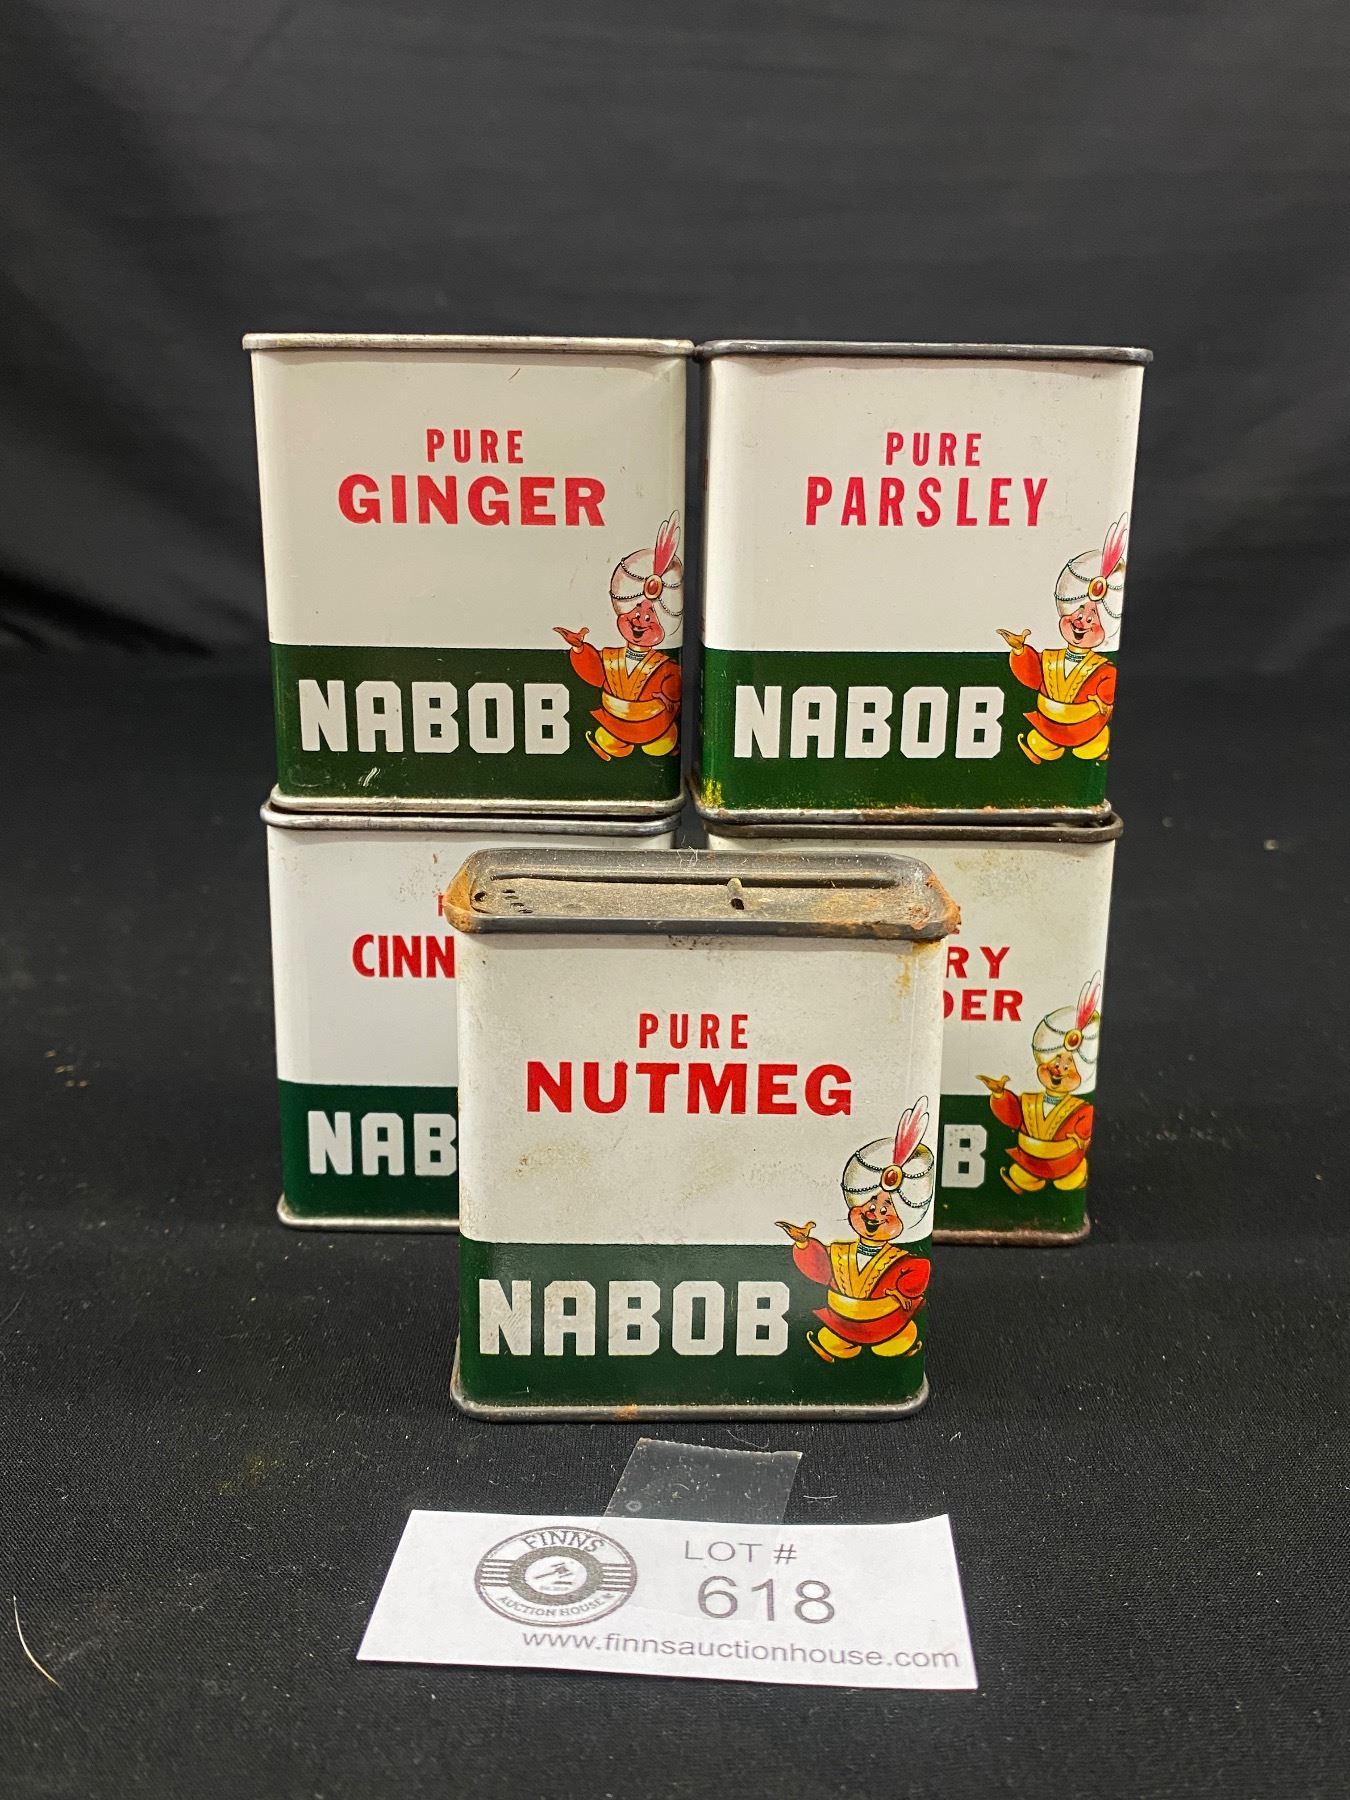 PURE
GINGER
NABOB
PURE
PARSLEY
NABOB
CINN
NAB
RY
DER
B
PURE
NUTMEG
NABOB
FINNS
AUCTION HOUSE
LOT #
618
www.finnsauctionhouse.com